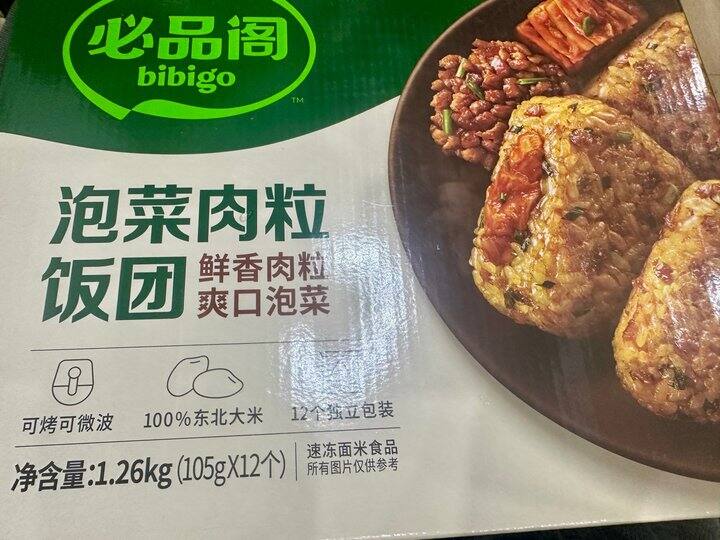 必品阁
bibigo
TM
泡菜肉粒
饭团
鲜香肉粒
爽口泡菜
可烤可微波
100%东北大米
12个独立包装
净含量:1.26kg (105gX12个)
速冻面米食品
所有图片仅供参考